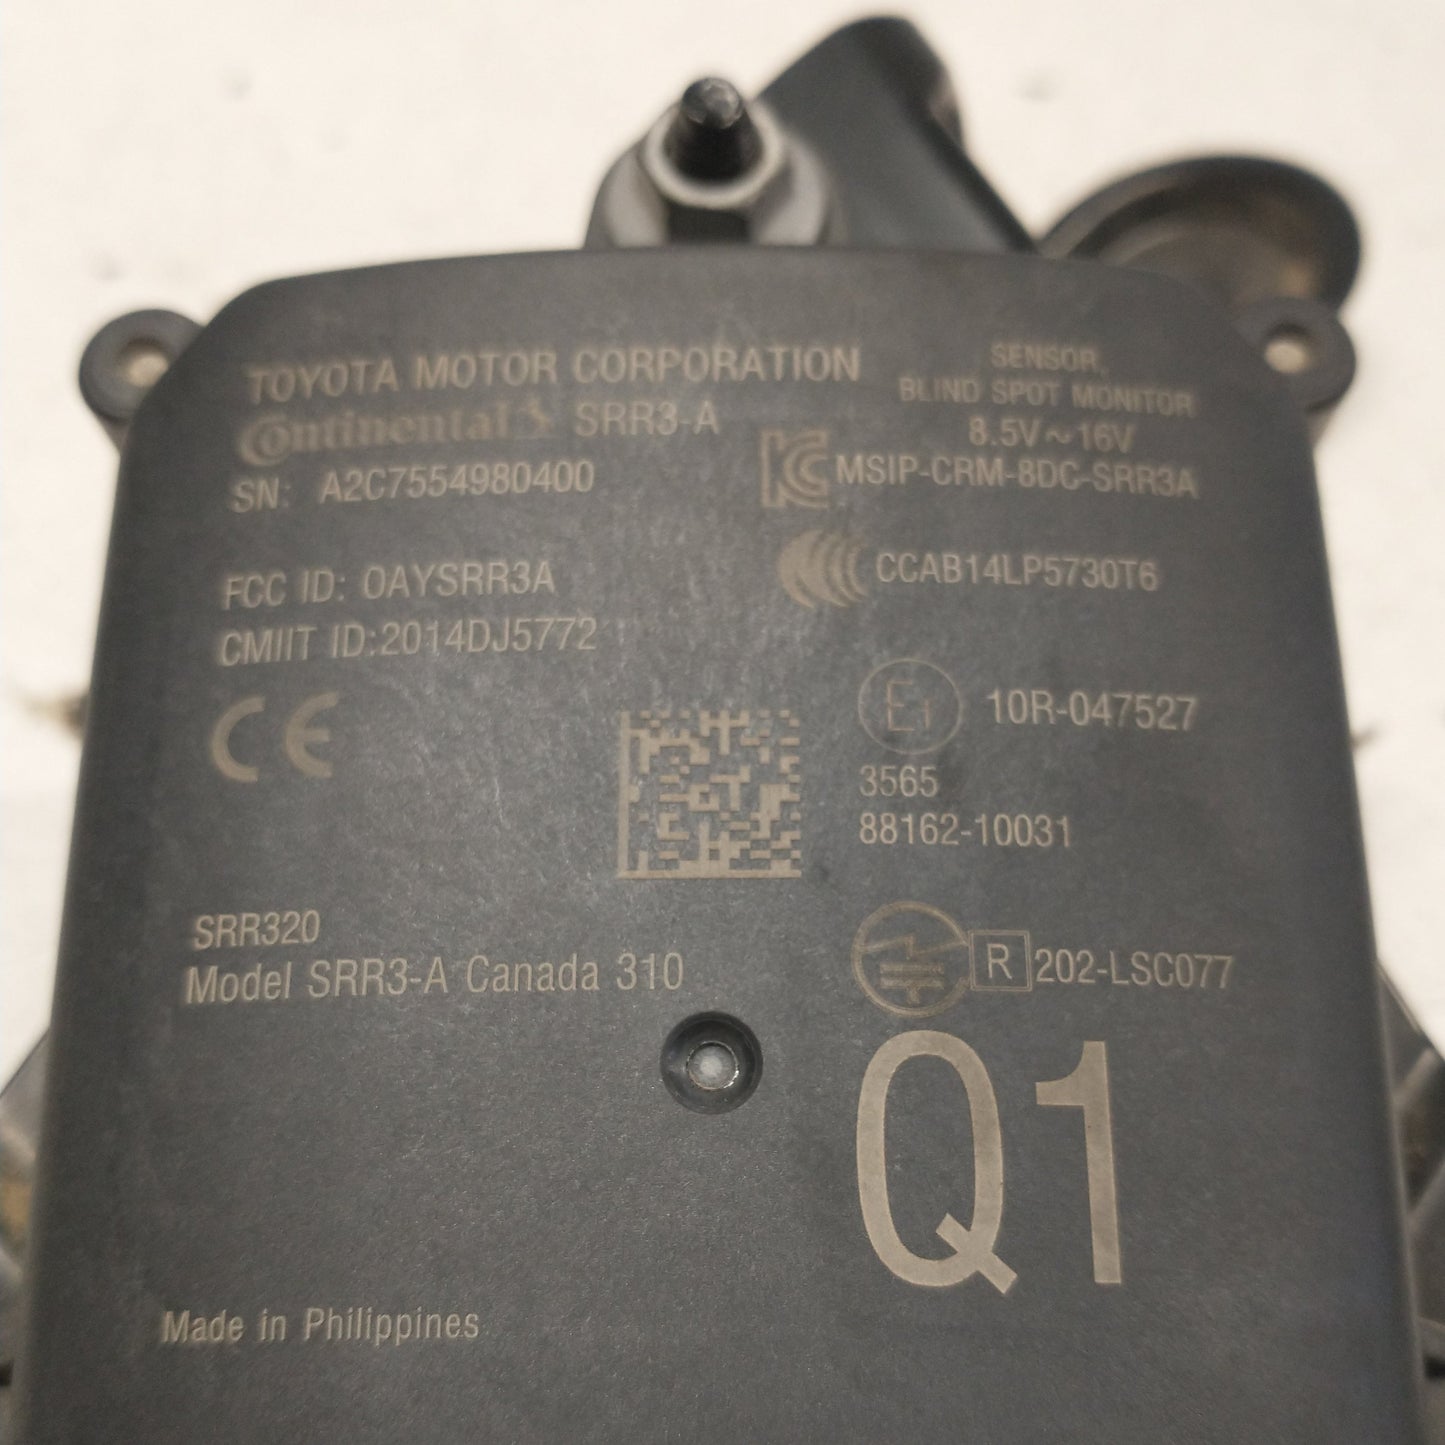 TOYOTA MOTOR CORPORATION
Continental SRR3-A
SN: A2C7554980400
SENSOR,
BLIND SPOT MONITOR
8.5V~16V
MSIP-CRM-8DC-SRR3A
CCAB14LP5730T6
FCC ID: OAYSRR3A
CMIIT ID:2014DJ5772
CE
E1 10R-047527
3565
88162-10031
SRR320
Model SRR3-A Canada 310
R 202-LSC077
Q1
Made in Philippines